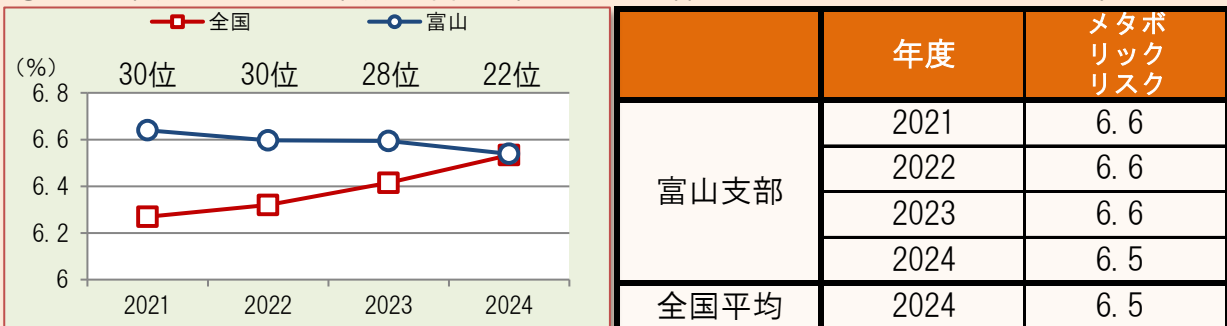 全国 富山
(%) 30位 30位 28位 22位
6.8
6.6
6.4
6.2
6
2021 2022 2023 2024
年度 メタボ
リック
リスク
富山支部 2021 6.6
2022 6.6
2023 6.6
2024 6.5
全国平均 2024 6.5